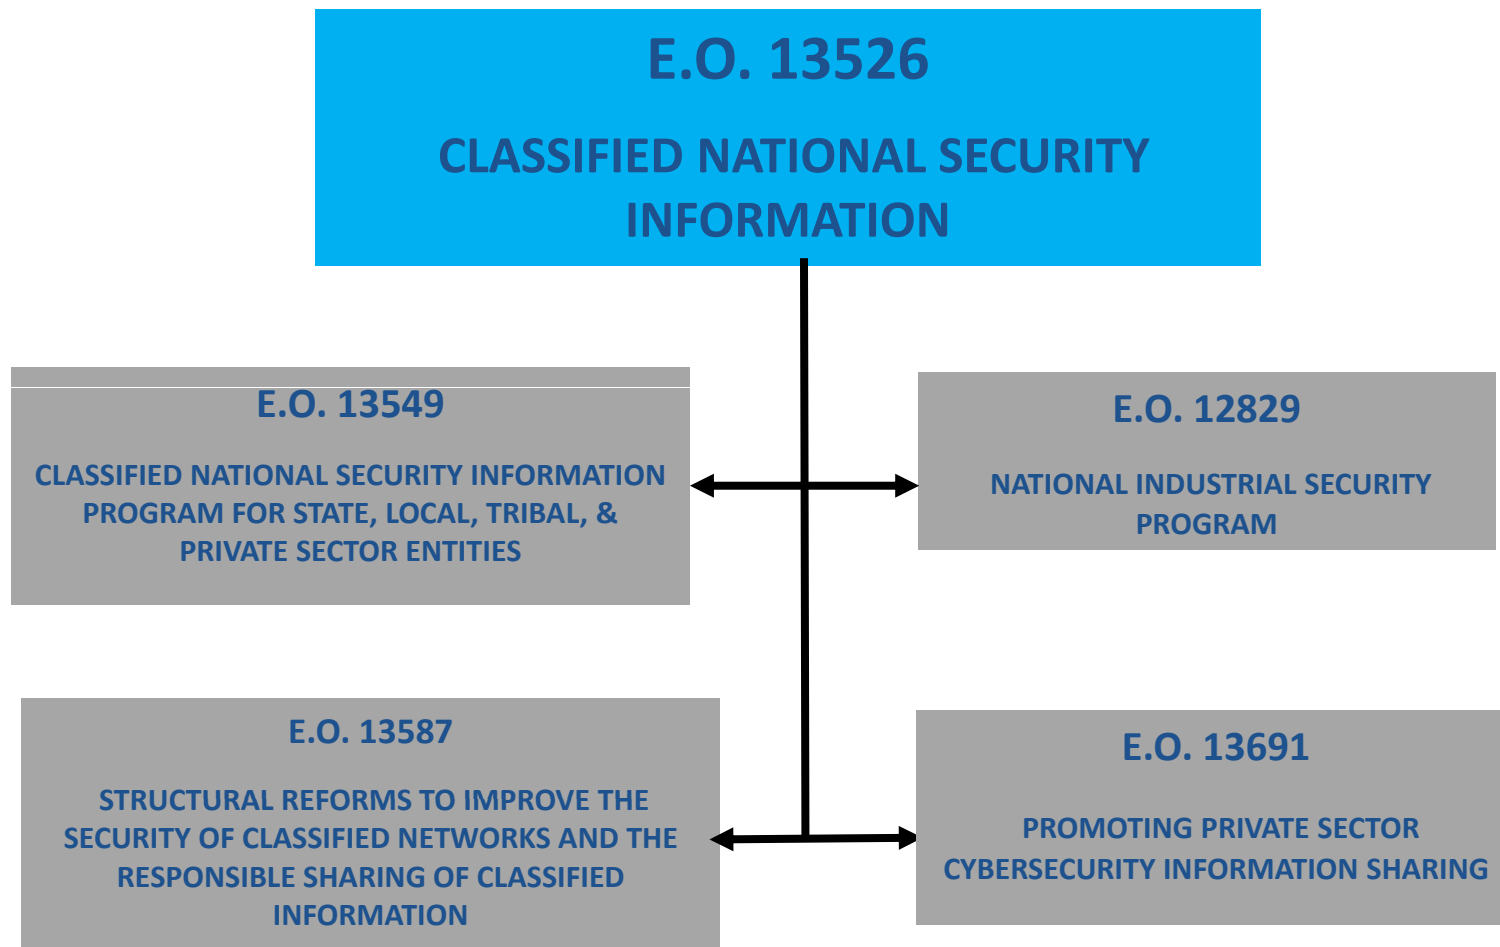 E.O. 13526
CLASSIFIED NATIONAL SECURITY
INFORMATION
E.O. 13549
CLASSIFIED NATIONAL SECURITY INFORMATION
PROGRAM FOR STATE, LOCAL, TRIBAL, &
PRIVATE SECTOR ENTITIES
E.O. 12829
NATIONAL INDUSTRIAL SECURITY
PROGRAM
E.O. 13587
STRUCTURAL REFORMS TO IMPROVE THE
SECURITY OF CLASSIFIED NETWORKS AND THE
RESPONSIBLE SHARING OF CLASSIFIED
INFORMATION
E.O. 13691
PROMOTING PRIVATE SECTOR
CYBERSECURITY INFORMATION SHARING